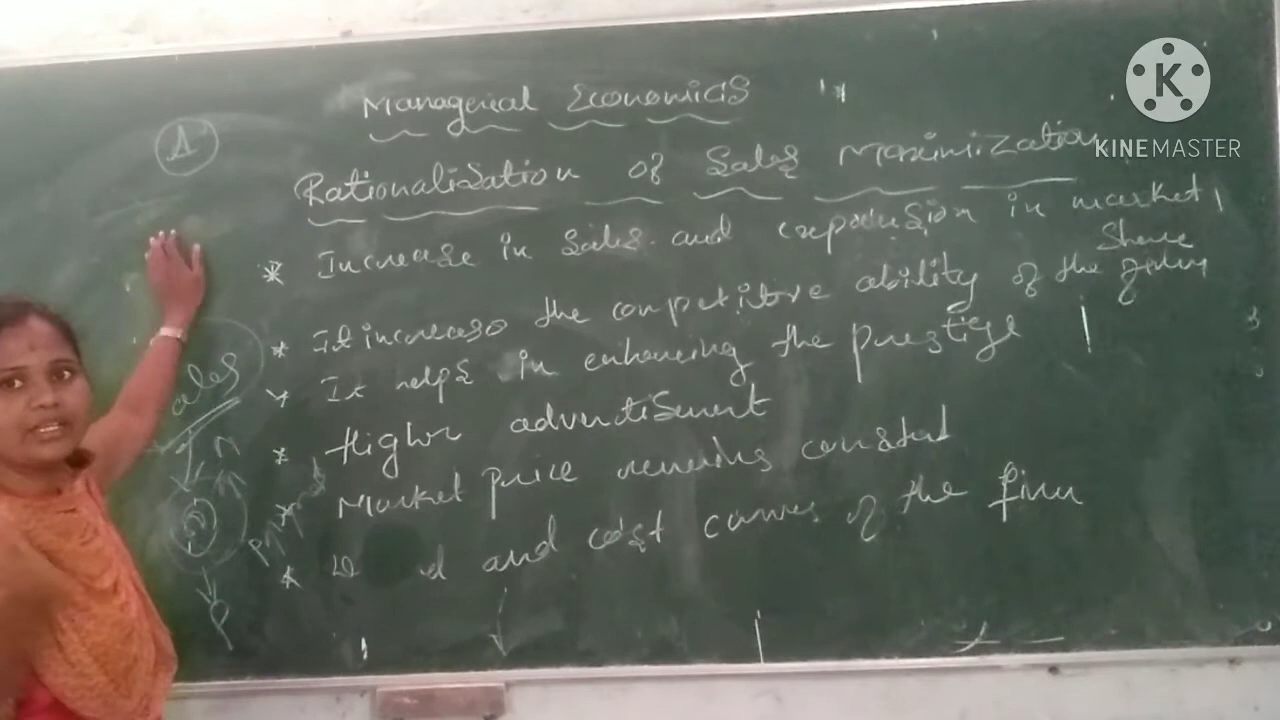 Managerial Economics
A
Rationalisation of Sales Maximization
* Increase in Sales and expansion in market
Share
* It increases the competitive ability of the firm
* It helps in enhancing the prestige
* Higher advertisement
* Market price remains constant
* and cost curves of the firm
ales
K
KINEMASTER